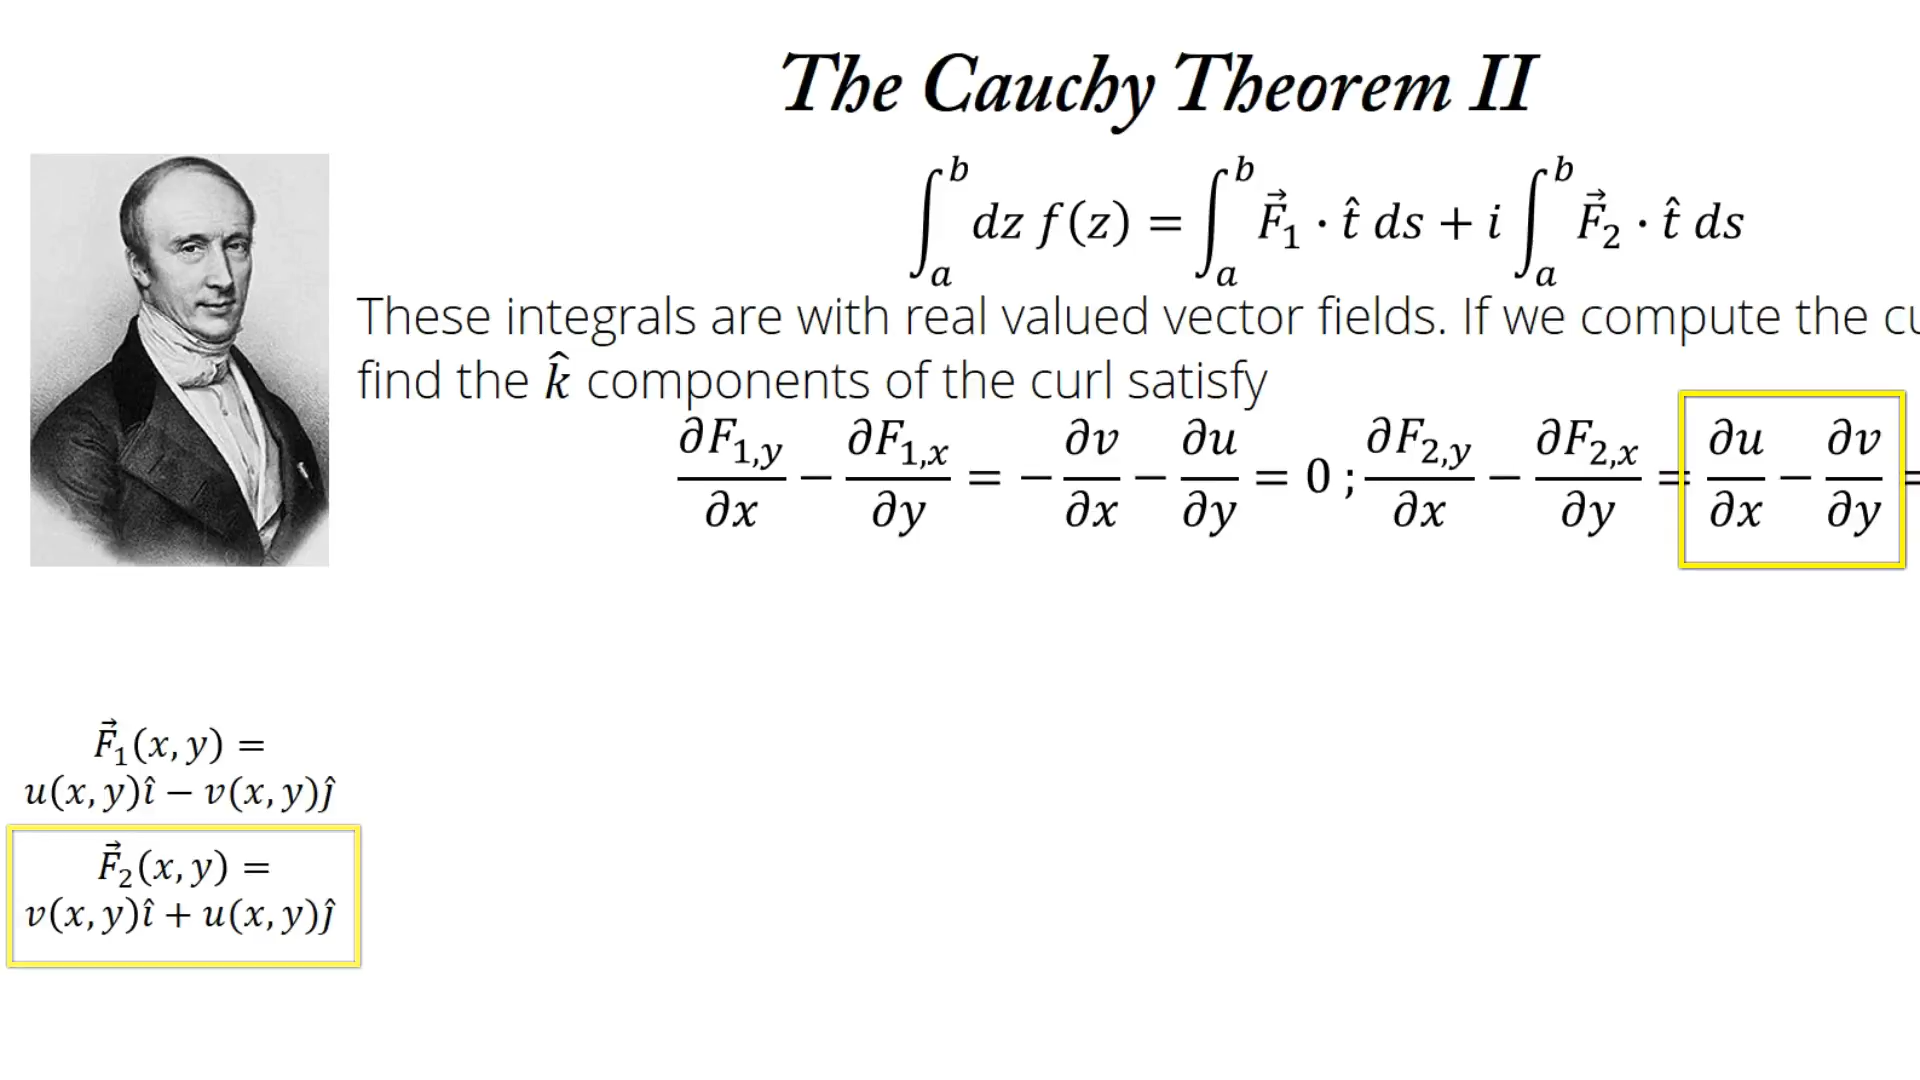 The Cauchy Theorem II
∫_a^b dz f(z) = ∫_a^b F⃗₁ · t̂ ds + i ∫_a^b F⃗₂ · t̂ ds
These integrals are with real valued vector fields. If we compute the
find the k̂ components of the curl satisfy
∂F₁,y/∂x − ∂F₁,x/∂y = −∂v/∂x − ∂u/∂y = 0 ; ∂F₂,y/∂x − ∂F₂,x/∂y = ∂u/∂x − ∂v/∂y =
F⃗₁(x, y) =
u(x, y)î − v(x, y)ĵ
F⃗₂(x, y) =
v(x, y)î + u(x, y)ĵ